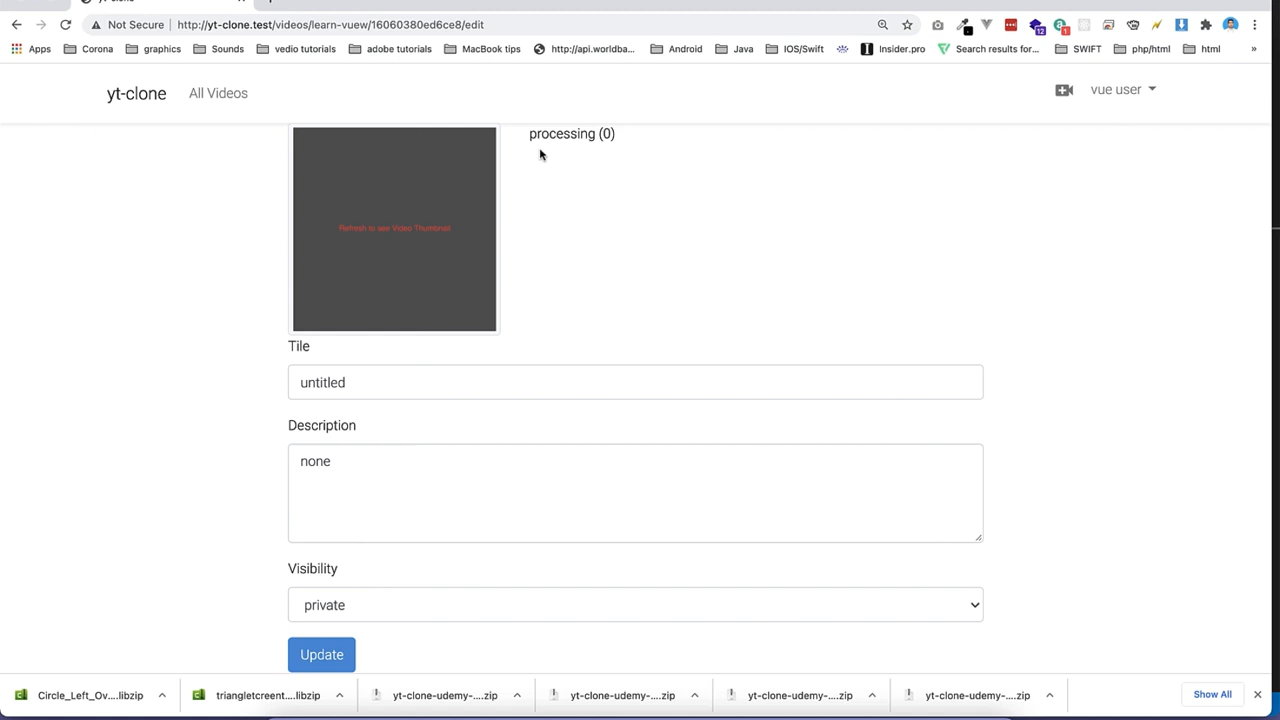 Not Secure http://yt-clone.test/videos/learn-vuew/16060380ed6ce8/edit
Apps Corona graphics Sounds vedio tutorials adobe tutorials MacBook tips http://api.worldba... Android Java IOS/Swift Insider.pro Search results for... SWIFT php/html html »
yt-clone All Videos vue user
processing (0)
Refresh to see Video Thumbnail
Tile
untitled
Description
none
Visibility
private
Update
Circle_Left_Ov....libzip triangletcreent....libzip yt-clone-udemy-....zip yt-clone-udemy-....zip yt-clone-udemy-....zip yt-clone-udemy-....zip Show All